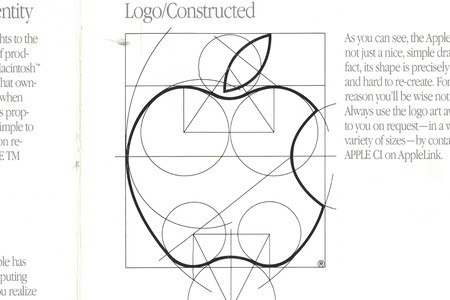 entity
Logo/Constructed
hts to the
f prod-
Macintosh™
hat own-
when
s prop-
imple to
on re-
E TM
ple has
puting
u realize
As you can see, the Apple
not just a nice, simple dra
fact, its shape is precisely
and hard to re-create. For
reason you'll be wise not
Always use the logo art av
to you on request—in a w
variety of sizes—by conta
APPLE CI on AppleLink.
®